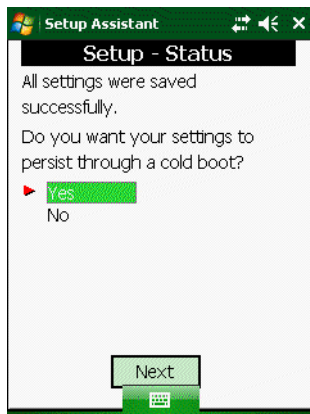 Setup Assistant
Setup - Status
All settings were saved
successfully.
Do you want your settings to
persist through a cold boot?
Yes
No
Next